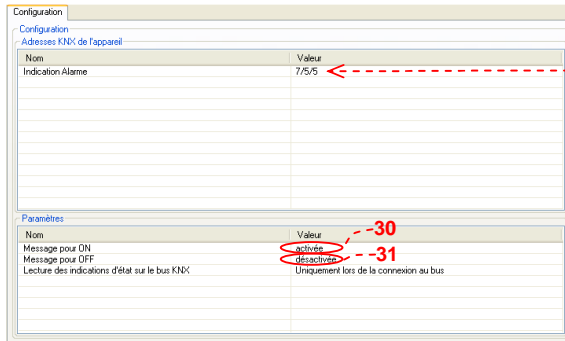 Configuration
Configuration
Adresses KNX de l'appareil
Nom Valeur
Indication Alarme 7/5/5
Paramètres
Nom Valeur
30
Message pour ON activée
Message pour OFF désactivée 31
Lecture des indications d'état sur le bus KNX Uniquement lors de la connexion au bus